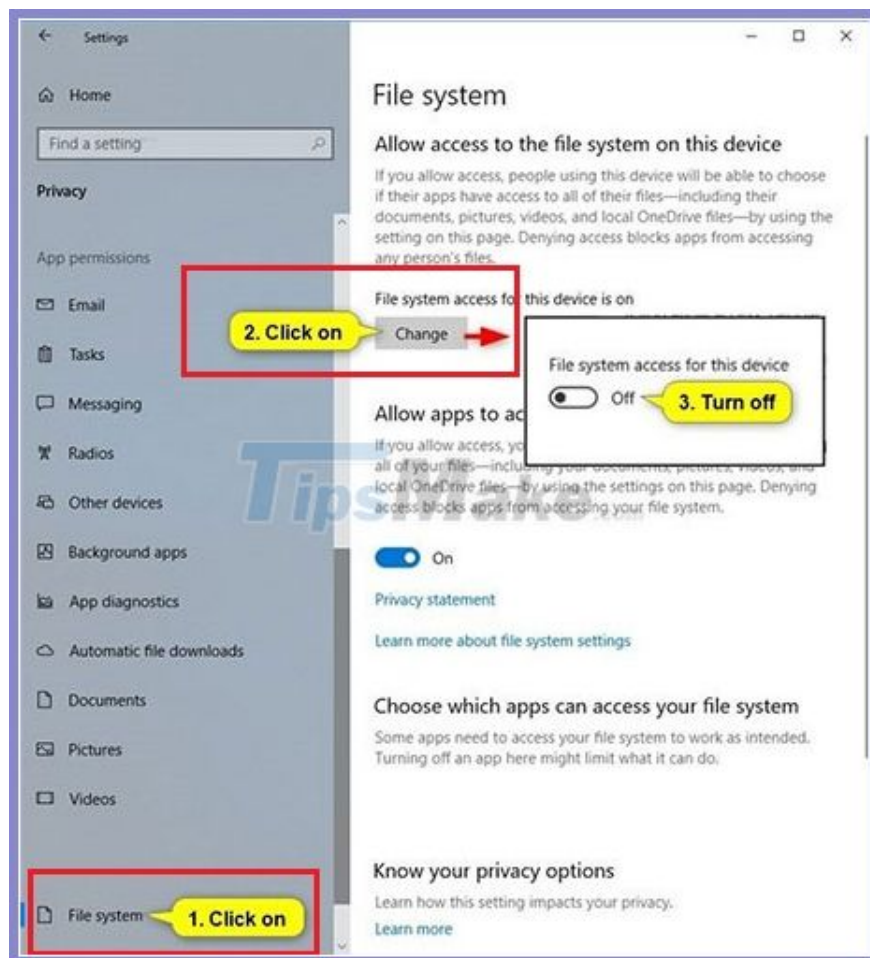 Settings
Home
Find a setting
Privacy
App permissions
Email
Tasks
Messaging
Radios
Other devices
Background apps
App diagnostics
Automatic file downloads
Documents
Pictures
Videos
File system
1. Click on
File system
Allow access to the file system on this device
If you allow access, people using this device will be able to choose
if their apps have access to all of their files—including their
documents, pictures, videos, and local OneDrive files—by using the
setting on this page. Denying access blocks apps from accessing
any person's files.
File system access for this device is on
2. Click on
Change
File system access for this device
Off
3. Turn off
Allow apps to ac
If you allow access, yo
all of your files—including your documents, pictures, videos, and
local OneDrive files—by using the settings on this page. Denying
access blocks apps from accessing your file system.
TipsMake.com
On
Privacy statement
Learn more about file system settings
Choose which apps can access your file system
Some apps need to access your file system to work as intended.
Turning off an app here might limit what it can do.
Know your privacy options
Learn how this setting impacts your privacy.
Learn more